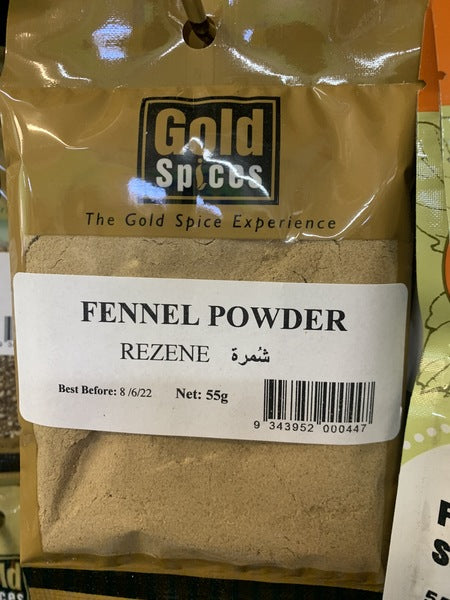 Gold
Spices
The Gold Spice Experience
FENNEL POWDER
REZENE شُمرة
Best Before: 8 /6/22 Net: 55g
9 343952 000447